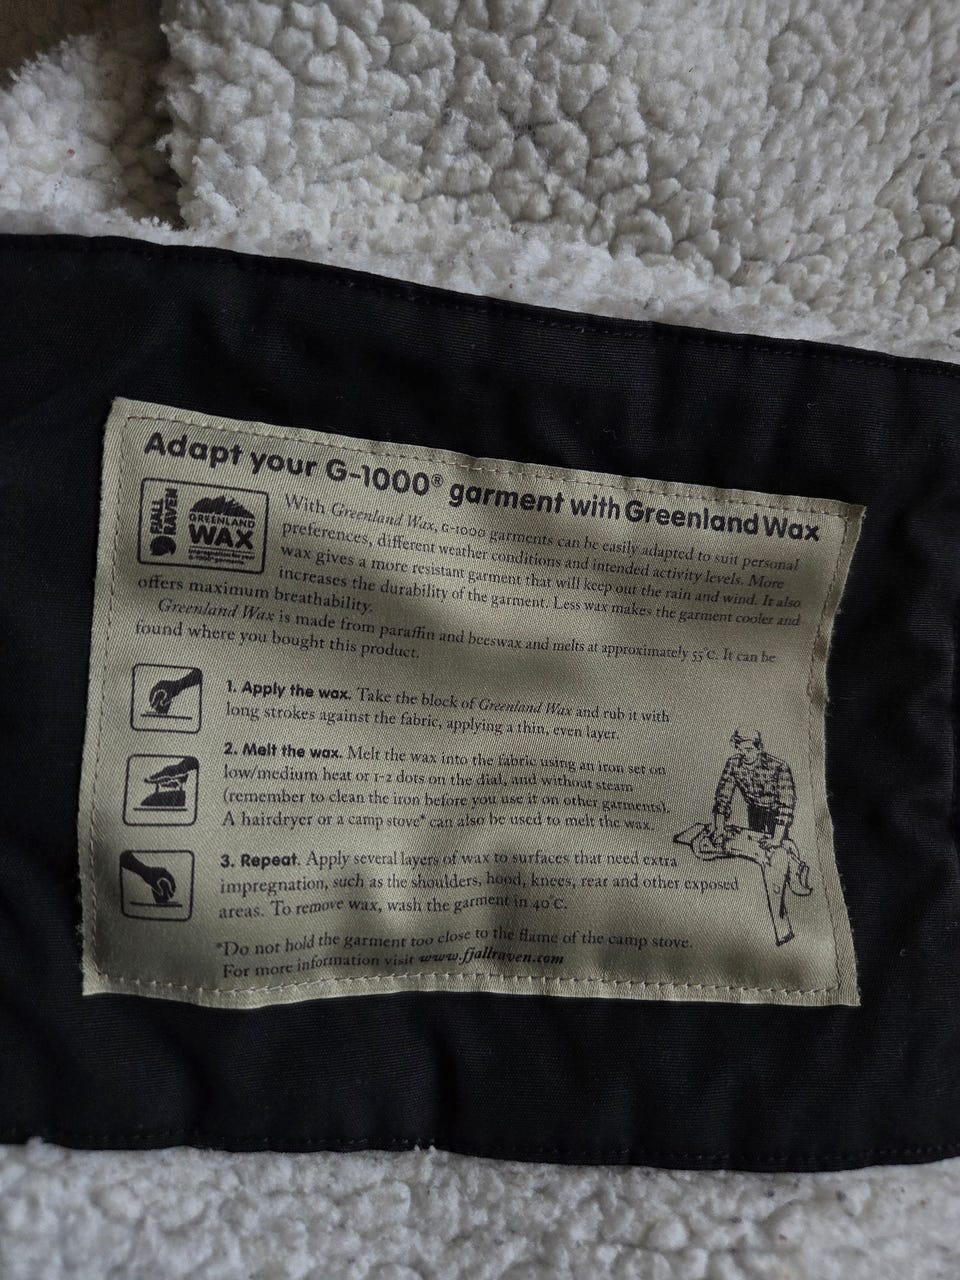 Adapt your G-1000® garment with Greenland Wax
FJÄLL
RÄVEN
GREENLAND
WAX
Impregnation for your
G-1000® garments
With Greenland Wax, G-1000 garments can be easily adapted to suit personal
preferences, different weather conditions and intended activity levels. More
wax gives a more resistant garment that will keep out the rain and wind. It also
increases the durability of the garment. Less wax makes the garment cooler and
offers maximum breathability.
Greenland Wax is made from paraffin and beeswax and melts at approximately 55°C. It can be
found where you bought this product.
1. Apply the wax. Take the block of Greenland Wax and rub it with
long strokes against the fabric, applying a thin, even layer.
2. Melt the wax. Melt the wax into the fabric using an iron set on
low/medium heat or 1-2 dots on the dial, and without steam
(remember to clean the iron before you use it on other garments).
A hairdryer or a camp stove* can also be used to melt the wax.
3. Repeat. Apply several layers of wax to surfaces that need extra
impregnation, such as the shoulders, hood, knees, rear and other exposed
areas. To remove wax, wash the garment in 40°C.
*Do not hold the garment too close to the flame of the camp stove.
For more information visit www.fjallraven.com